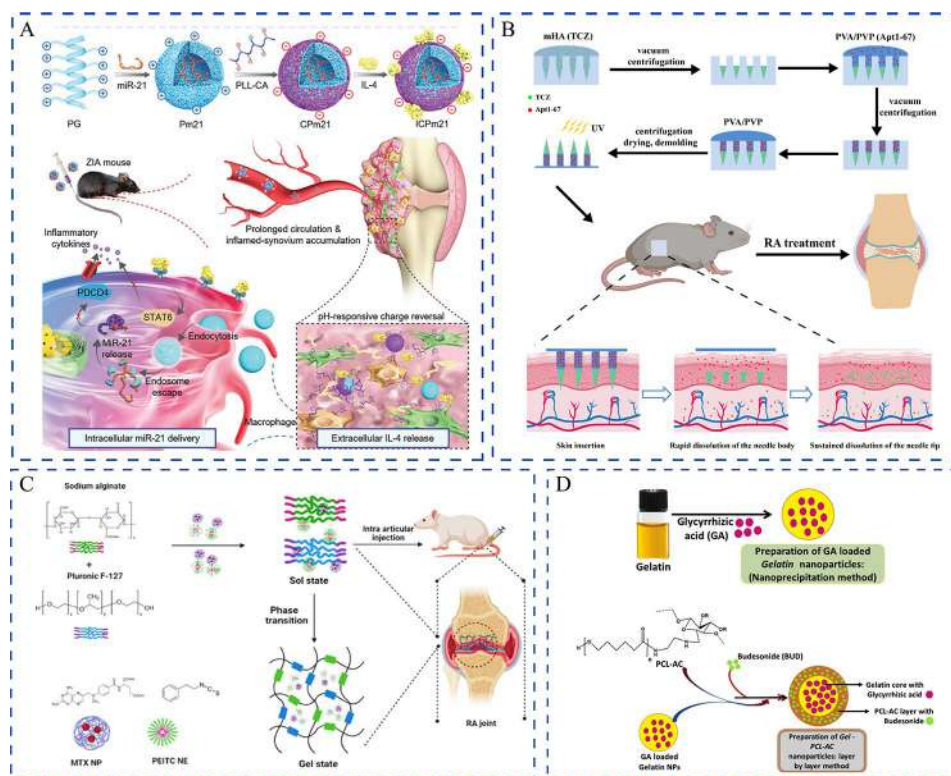 A
PG
miR-21
Pm21
PLL-CA
CPm21
IL-4
ICPm21
ZIA mouse
Prolonged circulation &
inflamed-synovium accumulation
Inflammatory
cytokines
PDCD4
STAT6
MiR-21
release
Endocytosis
Endosome
escape
pH-responsive charge reversal
Macrophage
Intracellular miR-21 delivery
Extracellular IL-4 release
B
mHA (TCZ)
vacuum
centrifugation
PVA/PVP (Apt1-67)
TCZ
Apt1-67
vacuum
centrifugation
UV
centrifugation
drying, demolding
PVA/PVP
RA treatment
Skin insertion
Rapid dissolution of the needle body
Sustained dissolution of the needle tip
C
Sodium alginate
+
Pluronic F-127
Sol state
Intra articular
injection
Phase
transition
Gel state
RA joint
MTX NP
PEITC NE
D
Gelatin
Glycyrrhizic
acid (GA)
Preparation of GA loaded
Gelatin nanoparticles:
(Nanoprecipitation method)
+ PCL-AC
Budesonide (BUD)
Gelatin core with
Glycyrrhizic acid
PCL-AC layer with
Budesonide
GA loaded
Gelatin NPs
Preparation of Gel -
PCL-AC
nanoparticles: layer
by layer method